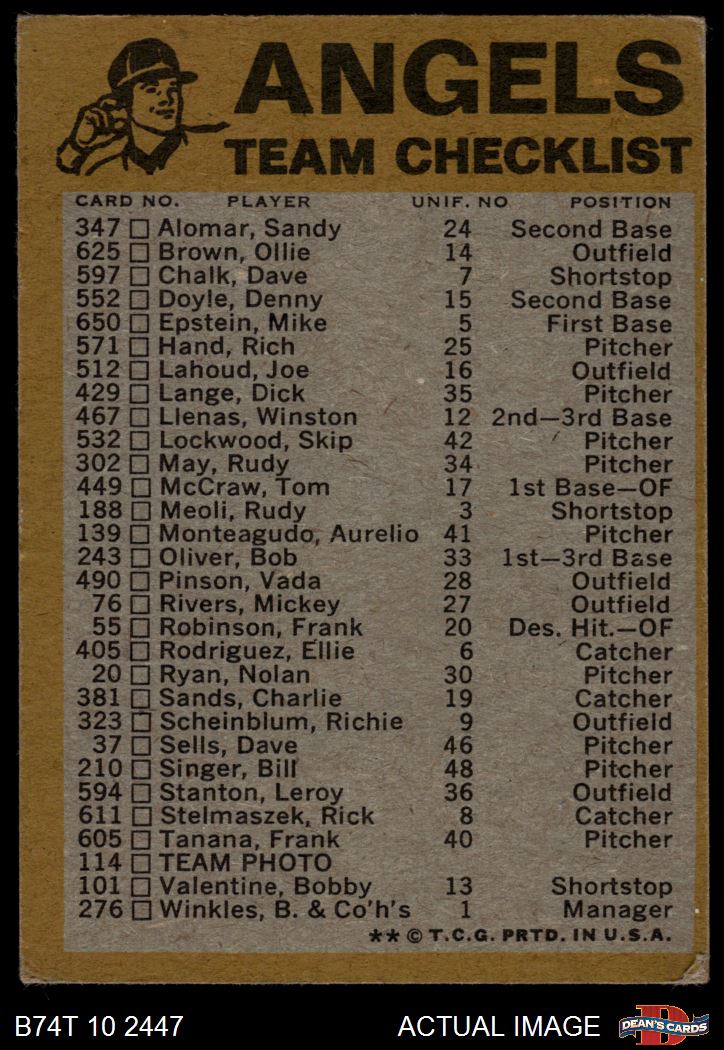 ANGELS
TEAM CHECKLIST
CARD NO. PLAYER UNIF. NO POSITION
347 Alomar, Sandy 24 Second Base
625 Brown, Ollie 14 Outfield
597 Chalk, Dave 7 Shortstop
552 Doyle, Denny 15 Second Base
650 Epstein, Mike 5 First Base
571 Hand, Rich 25 Pitcher
512 Lahoud, Joe 16 Outfield
429 Lange, Dick 35 Pitcher
467 Llenas, Winston 12 2nd—3rd Base
532 Lockwood, Skip 42 Pitcher
302 May, Rudy 34 Pitcher
449 McCraw, Tom 17 1st Base—OF
188 Meoli, Rudy 3 Shortstop
139 Monteagudo, Aurelio 41 Pitcher
243 Oliver, Bob 33 1st—3rd Base
490 Pinson, Vada 28 Outfield
76 Rivers, Mickey 27 Outfield
55 Robinson, Frank 20 Des. Hit.—OF
405 Rodriguez, Ellie 6 Catcher
20 Ryan, Nolan 30 Pitcher
381 Sands, Charlie 19 Catcher
323 Scheinblum, Richie 9 Outfield
37 Sells, Dave 46 Pitcher
210 Singer, Bill 48 Pitcher
594 Stanton, Leroy 36 Outfield
611 Stelmaszek, Rick 8 Catcher
605 Tanana, Frank 40 Pitcher
114 TEAM PHOTO
101 Valentine, Bobby 13 Shortstop
276 Winkles, B. & Co'h's 1 Manager
** © T.C.G. PRTD. IN U.S.A.
B74T 10 2447 ACTUAL IMAGE DEAN'S CARDS